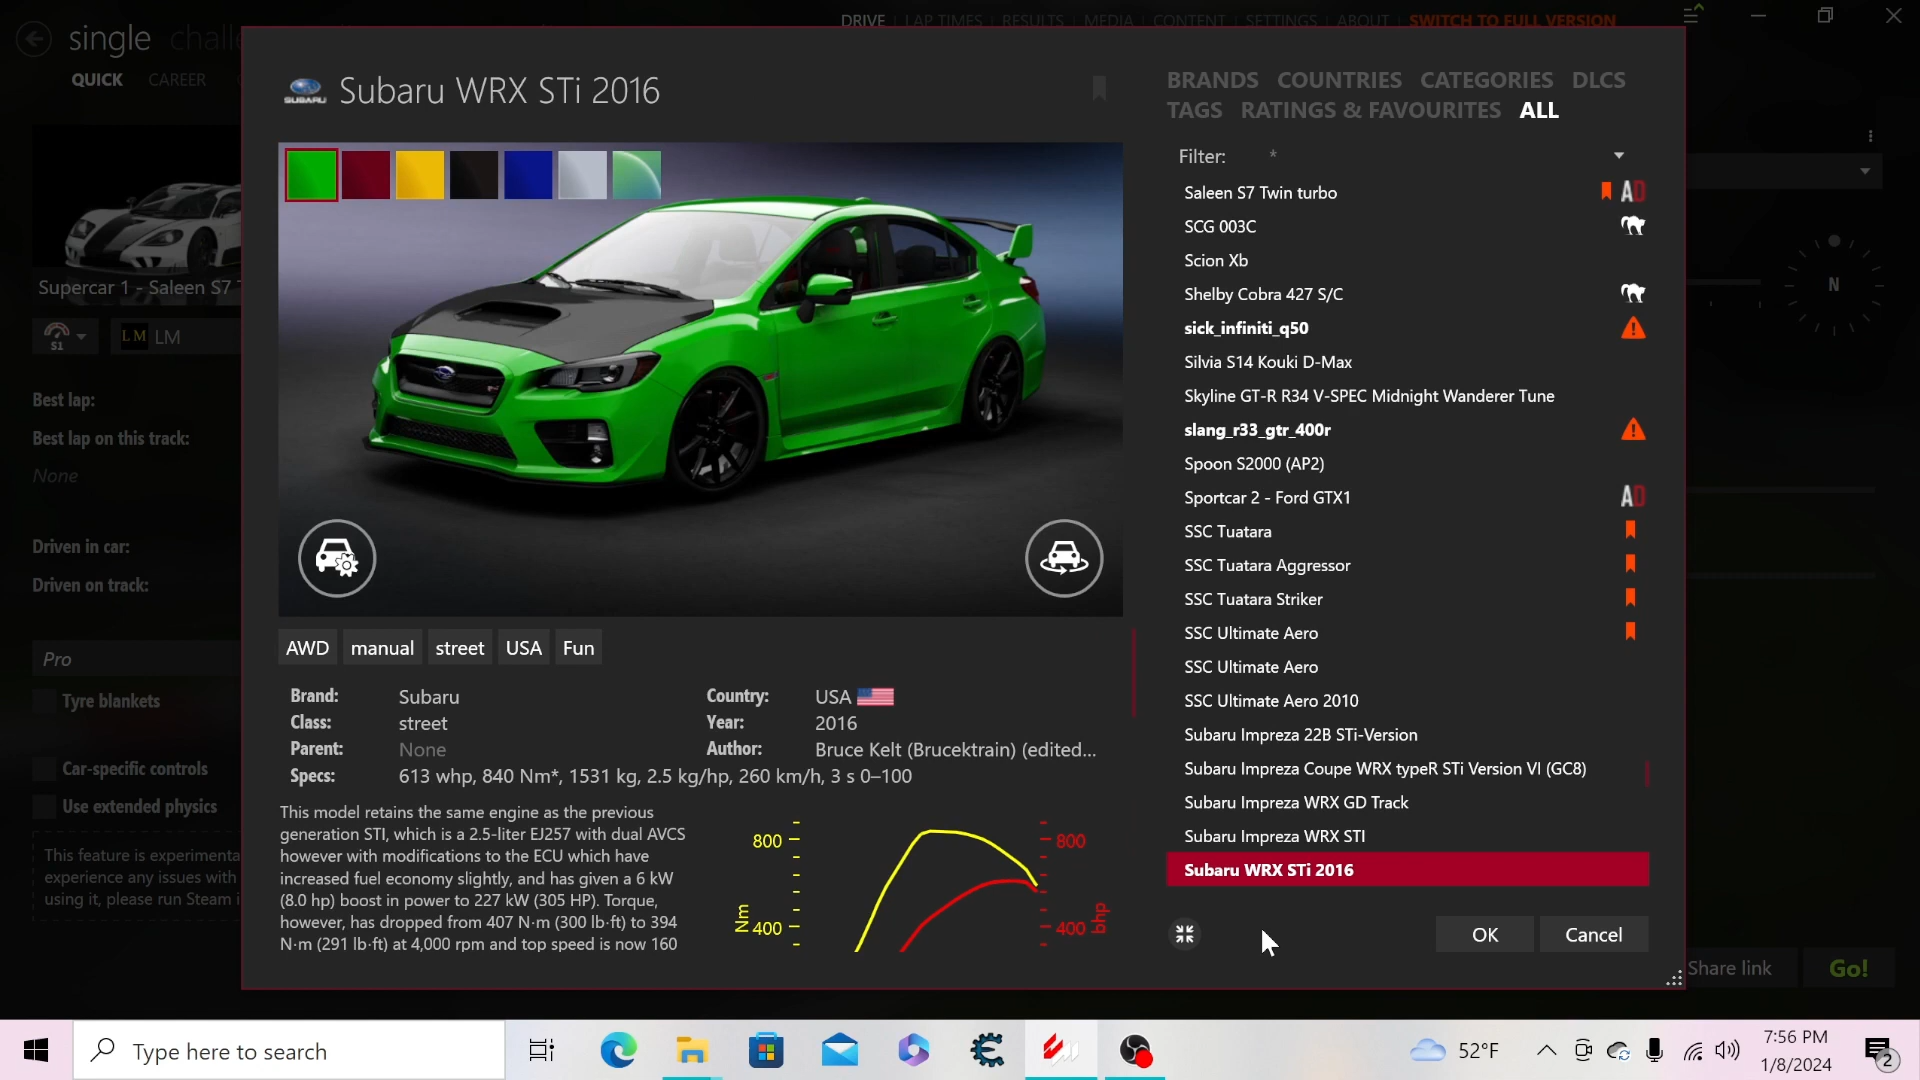 single challe
DRIVE | LAP TIMES | RESULTS | MEDIA | CONTENT | SETTINGS | ABOUT | SWITCH TO FULL VERSION
QUICK CAREER
SUBARU
Subaru WRX STi 2016
BRANDS COUNTRIES CATEGORIES DLCS
TAGS RATINGS & FAVOURITES ALL
Filter: *
Saleen S7 Twin turbo AD
SCG 003C
Scion Xb
Shelby Cobra 427 S/C
sick_infiniti_q50
Silvia S14 Kouki D-Max
Skyline GT-R R34 V-SPEC Midnight Wanderer Tune
slang_r33_gtr_400r
Spoon S2000 (AP2)
Sportcar 2 - Ford GTX1 AD
SSC Tuatara
SSC Tuatara Aggressor
SSC Tuatara Striker
SSC Ultimate Aero
SSC Ultimate Aero
SSC Ultimate Aero 2010
Subaru Impreza 22B STi-Version
Subaru Impreza Coupe WRX typeR STi Version VI (GC8)
Subaru Impreza WRX GD Track
Subaru Impreza WRX STI
Subaru WRX STi 2016
OK Cancel
Supercar 1 - Saleen S7 T
S1
LM LM
Best lap:
Best lap on this track:
None
Driven in car:
Driven on track:
Pro
Tyre blankets
Car-specific controls
Use extended physics
This feature is experimenta
experience any issues with
using it, please run Steam i
AWD manual street USA Fun
Brand: Subaru
Country: USA
Class: street
Year: 2016
Parent: None
Author: Bruce Kelt (Brucektrain) (edited...
Specs: 613 whp, 840 Nm*, 1531 kg, 2.5 kg/hp, 260 km/h, 3 s 0–100
This model retains the same engine as the previous
generation STI, which is a 2.5-liter EJ257 with dual AVCS
however with modifications to the ECU which have
increased fuel economy slightly, and has given a 6 kW
(8.0 hp) boost in power to 227 kW (305 HP). Torque,
however, has dropped from 407 N·m (300 lb·ft) to 394
N·m (291 lb·ft) at 4,000 rpm and top speed is now 160
800
400
Nm
800
400
bhp
N
Share link Go!
Type here to search
52°F
7:56 PM
1/8/2024
2